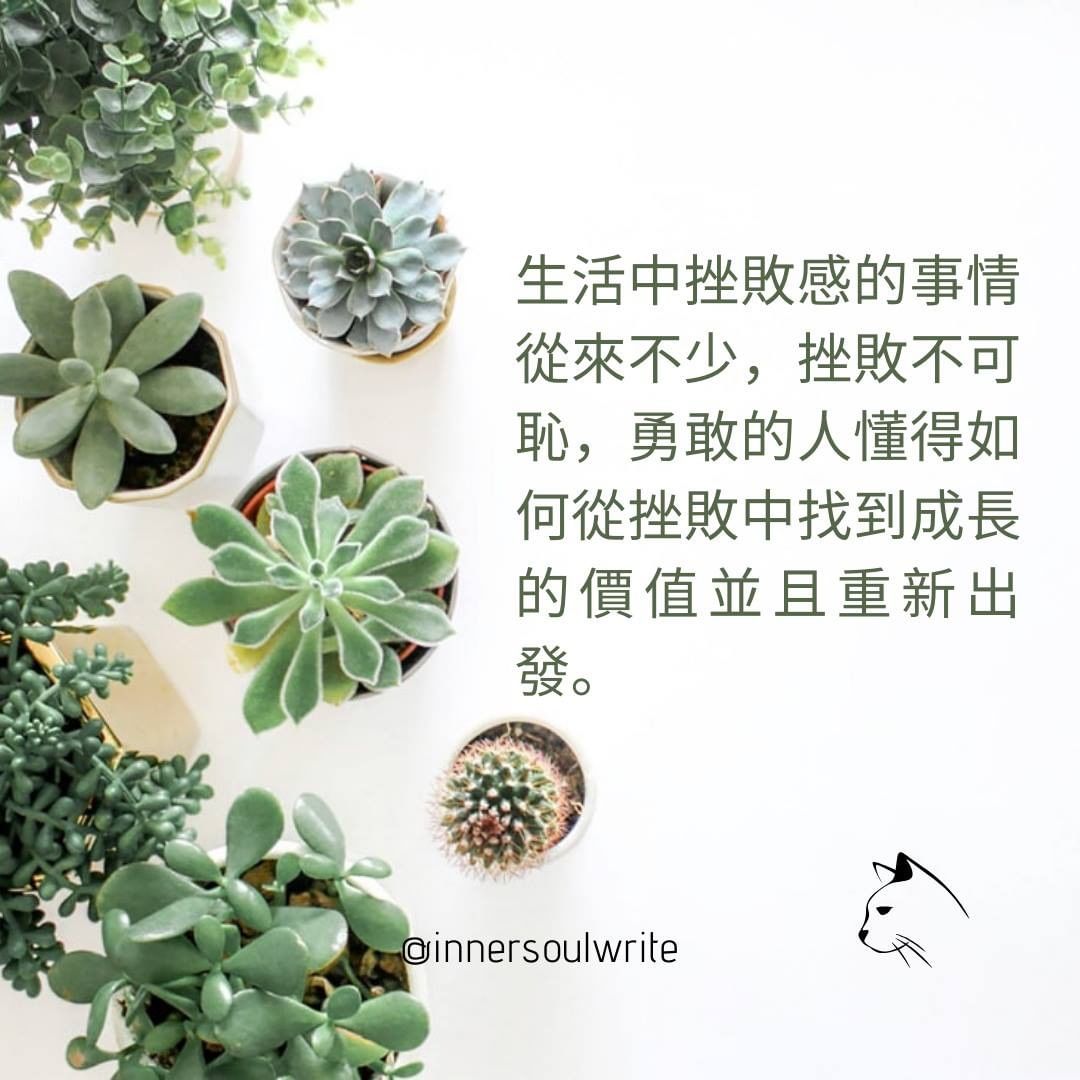 生活中挫敗感的事情
從來不少，挫敗不可
恥，勇敢的人懂得如
何從挫敗中找到成長
的價值並且重新出
發。
@innersoulwrite